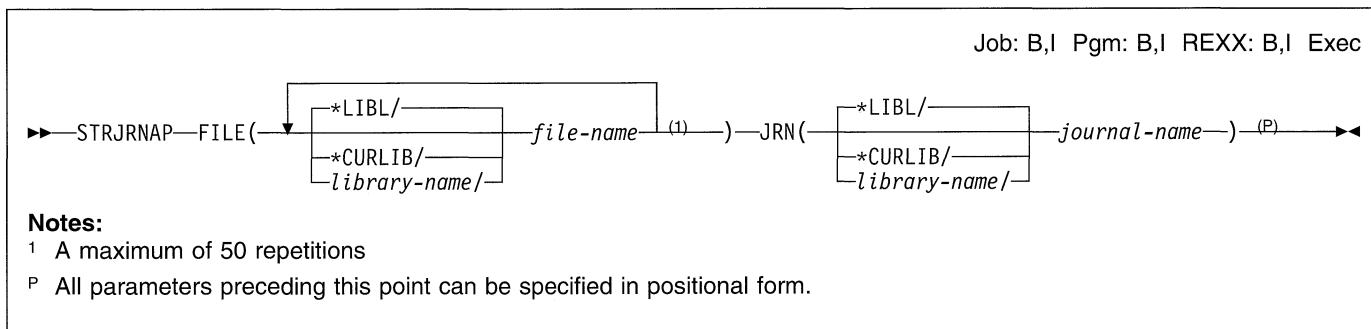 Job: B,I Pgm: B,I REXX: B,I Exec
*LIBL/ *LIBL/
STRJRNAP FILE( file-name (1) ) JRN( journal-name ) (P)
*CURLIB/ *CURLIB/
library-name/ library-name/
Notes:
1 A maximum of 50 repetitions
P All parameters preceding this point can be specified in positional form.